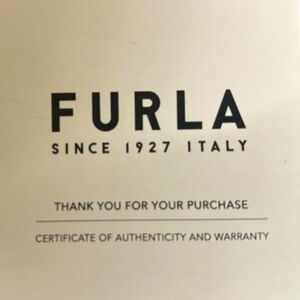 FURLA
SINCE 1927 ITALY
THANK YOU FOR YOUR PURCHASE
CERTIFICATE OF AUTHENTICITY AND WARRANTY